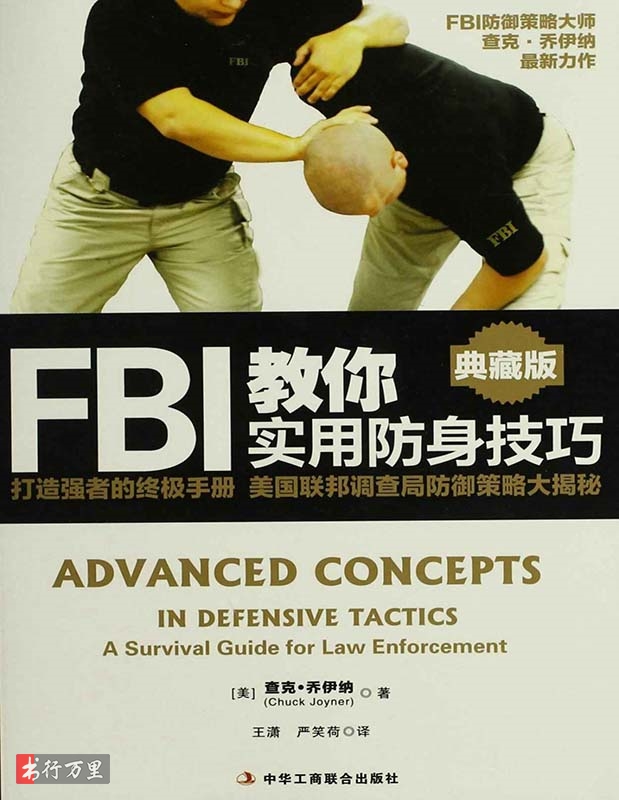 FBI防御策略大师
查克·乔伊纳
最新力作
FBI
FBI
FBI
教你
典藏版
实用防身技巧
打造强者的终极手册 美国联邦调查局防御策略大揭秘
ADVANCED CONCEPTS
IN DEFENSIVE TACTICS
A Survival Guide for Law Enforcement
[美] 查克·乔伊纳 著
(Chuck Joyner)
王潇 严笑荷 译
中华工商联合出版社
书行万里